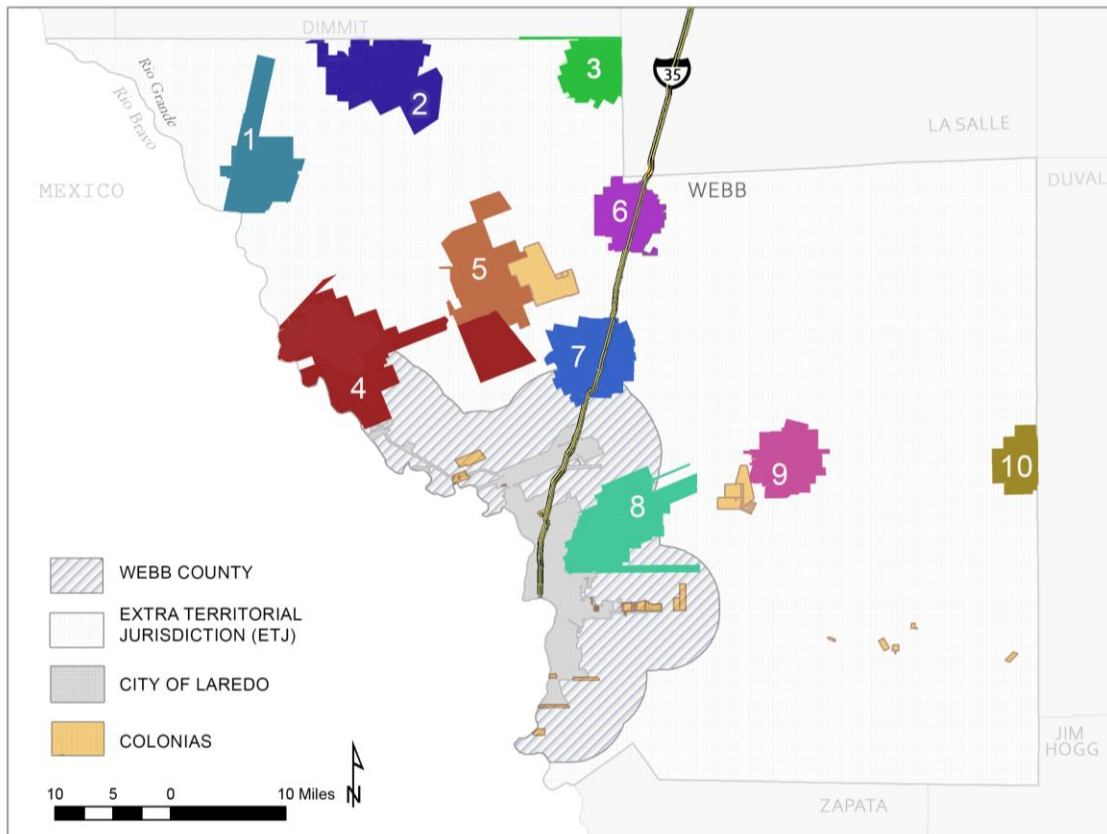 DIMMIT
Rio Grande
Rio Bravo
MEXICO
35
LA SALLE
DUVAL
WEBB
1
2
3
4
5
6
7
8
9
10
WEBB COUNTY
EXTRA TERRITORIAL
JURISDICTION (ETJ)
CITY OF LAREDO
COLONIAS
10 5 0 10 Miles
N
JIM
HOGG
ZAPATA